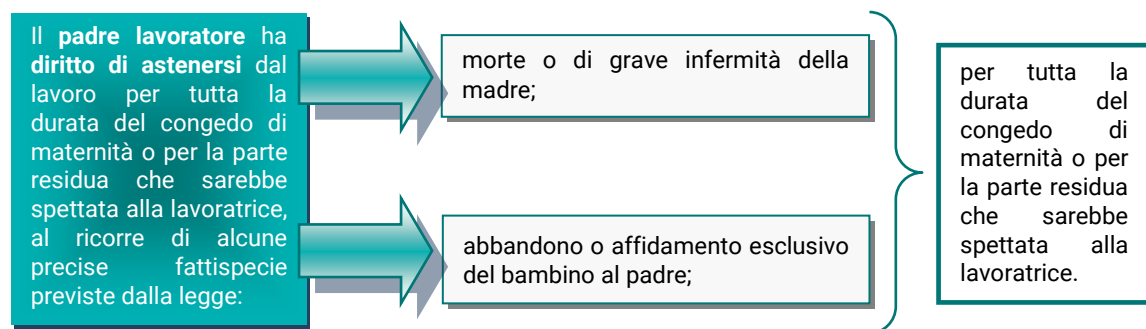 Il padre lavoratore ha
diritto di astenersi dal
lavoro per tutta la
durata del congedo di
maternità o per la parte
residua che sarebbe
spettata alla lavoratrice,
al ricorre di alcune
precise fattispecie
previste dalla legge:
morte o di grave infermità della
madre;
abbandono o affidamento esclusivo
del bambino al padre;
per tutta la
durata del
congedo di
maternità o per
la parte residua
che sarebbe
spettata alla
lavoratrice.